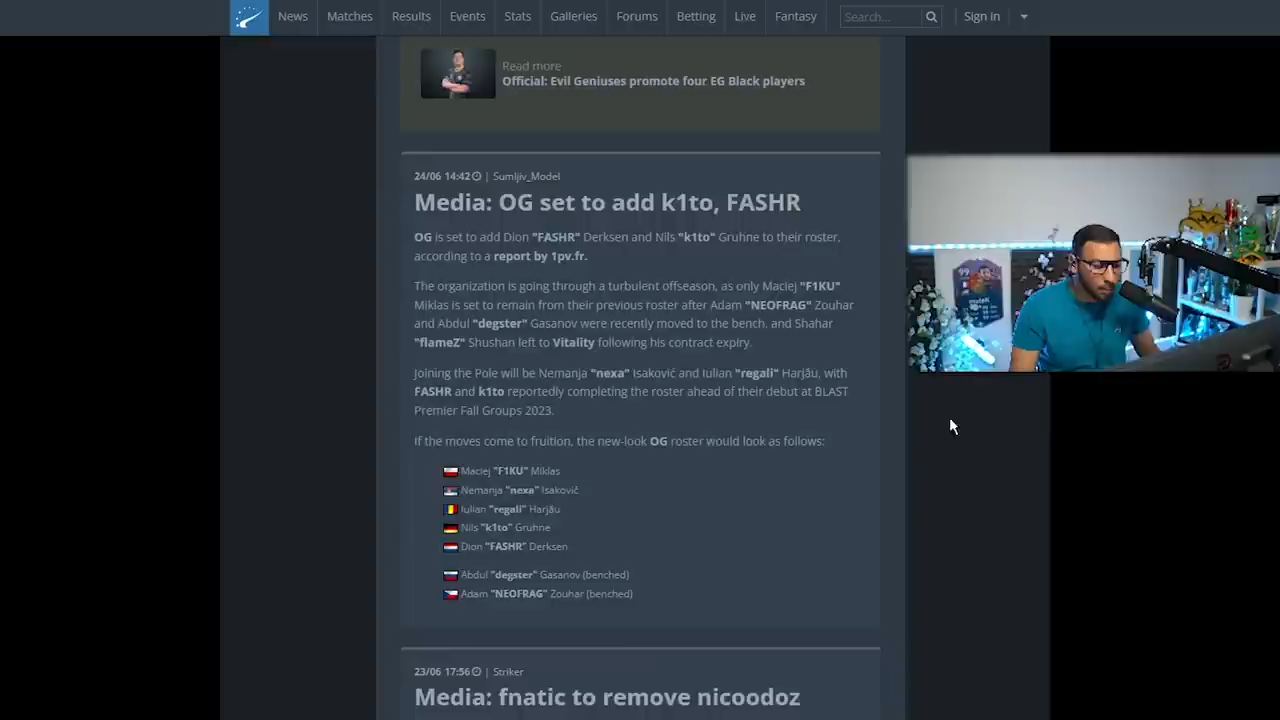 News Matches Results Events Stats Galleries Forums Betting Live Fantasy Search... Sign in
Read more
Official: Evil Geniuses promote four EG Black players
24/06 14:42 | Sumljiv_Model
Media: OG set to add k1to, FASHR
OG is set to add Dion "FASHR" Derksen and Nils "k1to" Gruhne to their roster,
according to a report by 1pv.fr.
The organization is going through a turbulent offseason, as only Maciej "F1KU"
Miklas is set to remain from their previous roster after Adam "NEOFRAG" Zouhar
and Abdul "degster" Gasanov were recently moved to the bench, and Shahar
"flameZ" Shushan left to Vitality following his contract expiry.
Joining the Pole will be Nemanja "nexa" Isaković and Iulian "regali" Harjău, with
FASHR and k1to reportedly completing the roster ahead of their debut at BLAST
Premier Fall Groups 2023.
If the moves come to fruition, the new-look OG roster would look as follows:
Maciej "F1KU" Miklas
Nemanja "nexa" Isaković
Iulian "regali" Harjău
Nils "k1to" Gruhne
Dion "FASHR" Derksen
Abdul "degster" Gasanov (benched)
Adam "NEOFRAG" Zouhar (benched)
23/06 17:56 | Striker
Media: fnatic to remove nicoodoz
99